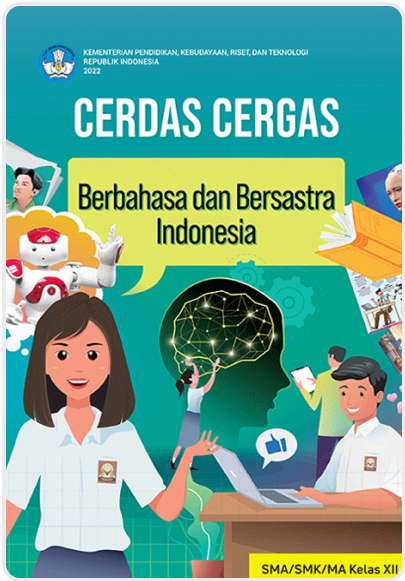 KEMENTERIAN PENDIDIKAN, KEBUDAYAAN, RISET, DAN TEKNOLOGI
REPUBLIK INDONESIA
2022
CERDAS CERGAS
Berbahasa dan Bersastra
Indonesia
SMA/SMK/MA Kelas XII